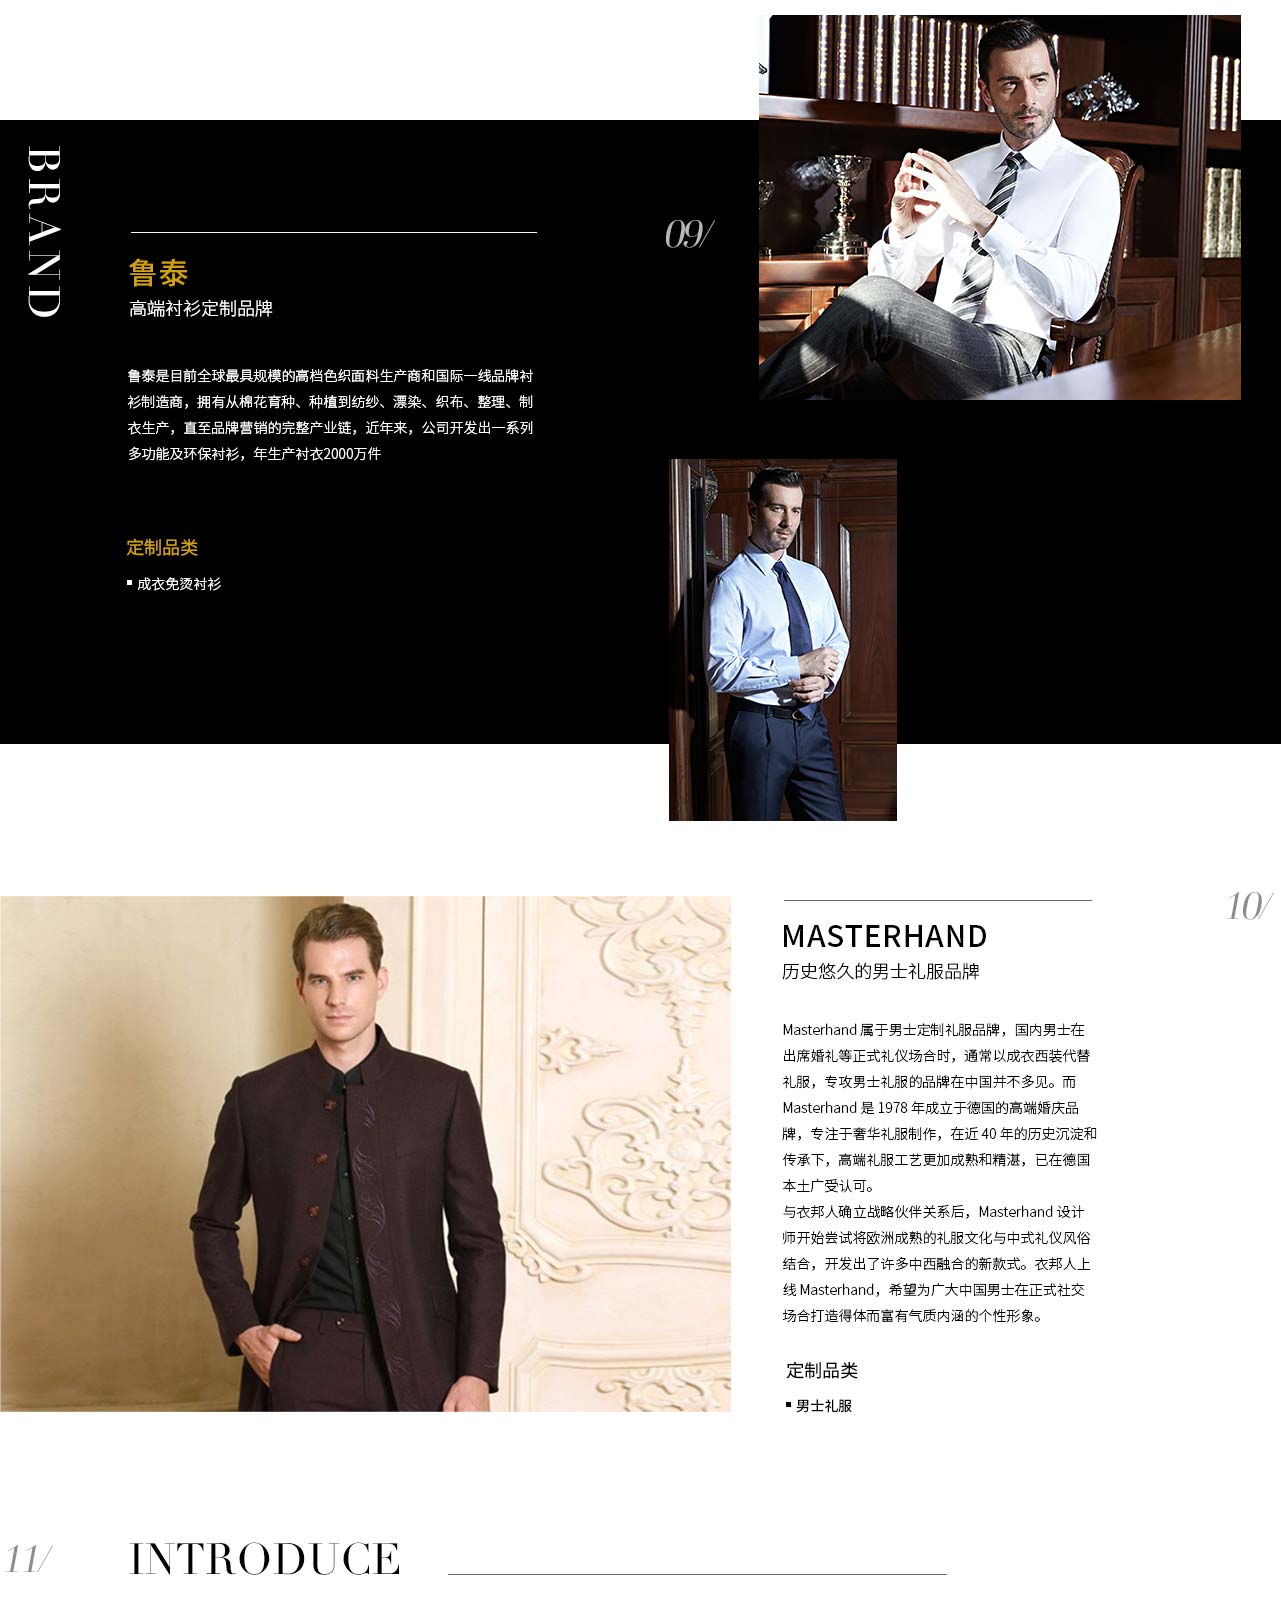 BRAND
09/
鲁泰
高端衬衫定制品牌
鲁泰是目前全球最具规模的高档色织面料生产商和国际一线品牌衬
衫制造商，拥有从棉花育种、种植到纺纱、漂染、织布、整理、制
衣生产，直至品牌营销的完整产业链，近年来，公司开发出一系列
多功能及环保衬衫，年生产衬衣2000万件
定制品类
▪ 成衣免烫衬衫
10/
MASTERHAND
历史悠久的男士礼服品牌
Masterhand 属于男士定制礼服品牌，国内男士在
出席婚礼等正式礼仪场合时，通常以成衣西装代替
礼服，专攻男士礼服的品牌在中国并不多见。而
Masterhand 是 1978 年成立于德国的高端婚庆品
牌，专注于奢华礼服制作，在近 40 年的历史沉淀和
传承下，高端礼服工艺更加成熟和精湛，已在德国
本土广受认可。
与衣邦人确立战略伙伴关系后，Masterhand 设计
师开始尝试将欧洲成熟的礼服文化与中式礼仪风俗
结合，开发出了许多中西融合的新款式。衣邦人上
线 Masterhand，希望为广大中国男士在正式社交
场合打造得体而富有气质内涵的个性形象。
定制品类
▪ 男士礼服
11/
INTRODUCE